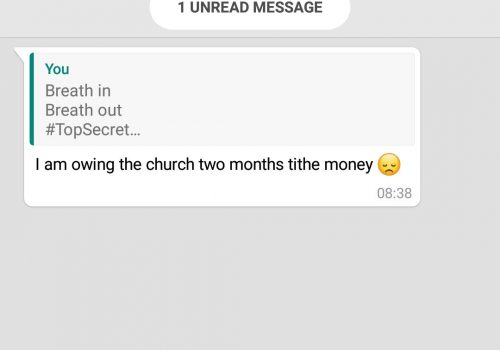 1 UNREAD MESSAGE
You
Breath in
Breath out
#TopSecret...
I am owing the church two months tithe money 😞
08:38